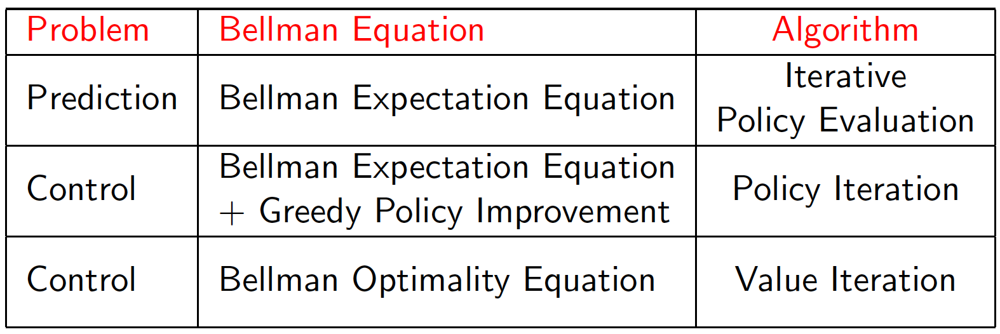 Problem
Bellman Equation
Algorithm
Prediction
Bellman Expectation Equation
Iterative
Policy Evaluation
Control
Bellman Expectation Equation
+ Greedy Policy Improvement
Policy Iteration
Control
Bellman Optimality Equation
Value Iteration